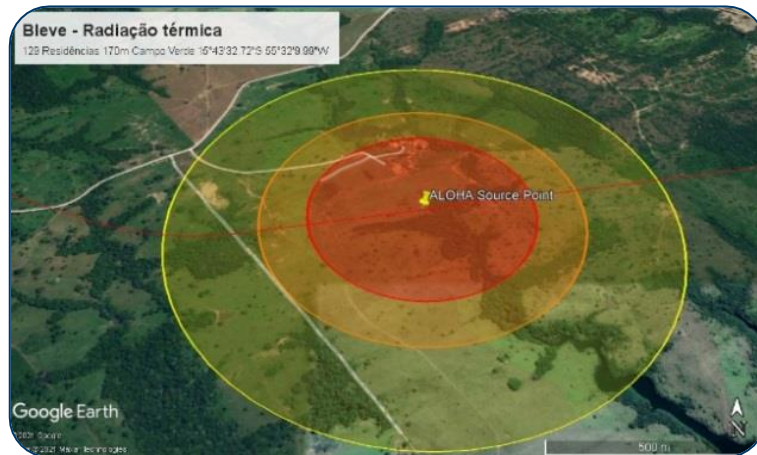 Bleve - Radiação térmica
129 Residências 170m Campo Verde 15°43'32.72"S 55°32'9.99"W
ALOHA Source Point
Google Earth
500 m
N